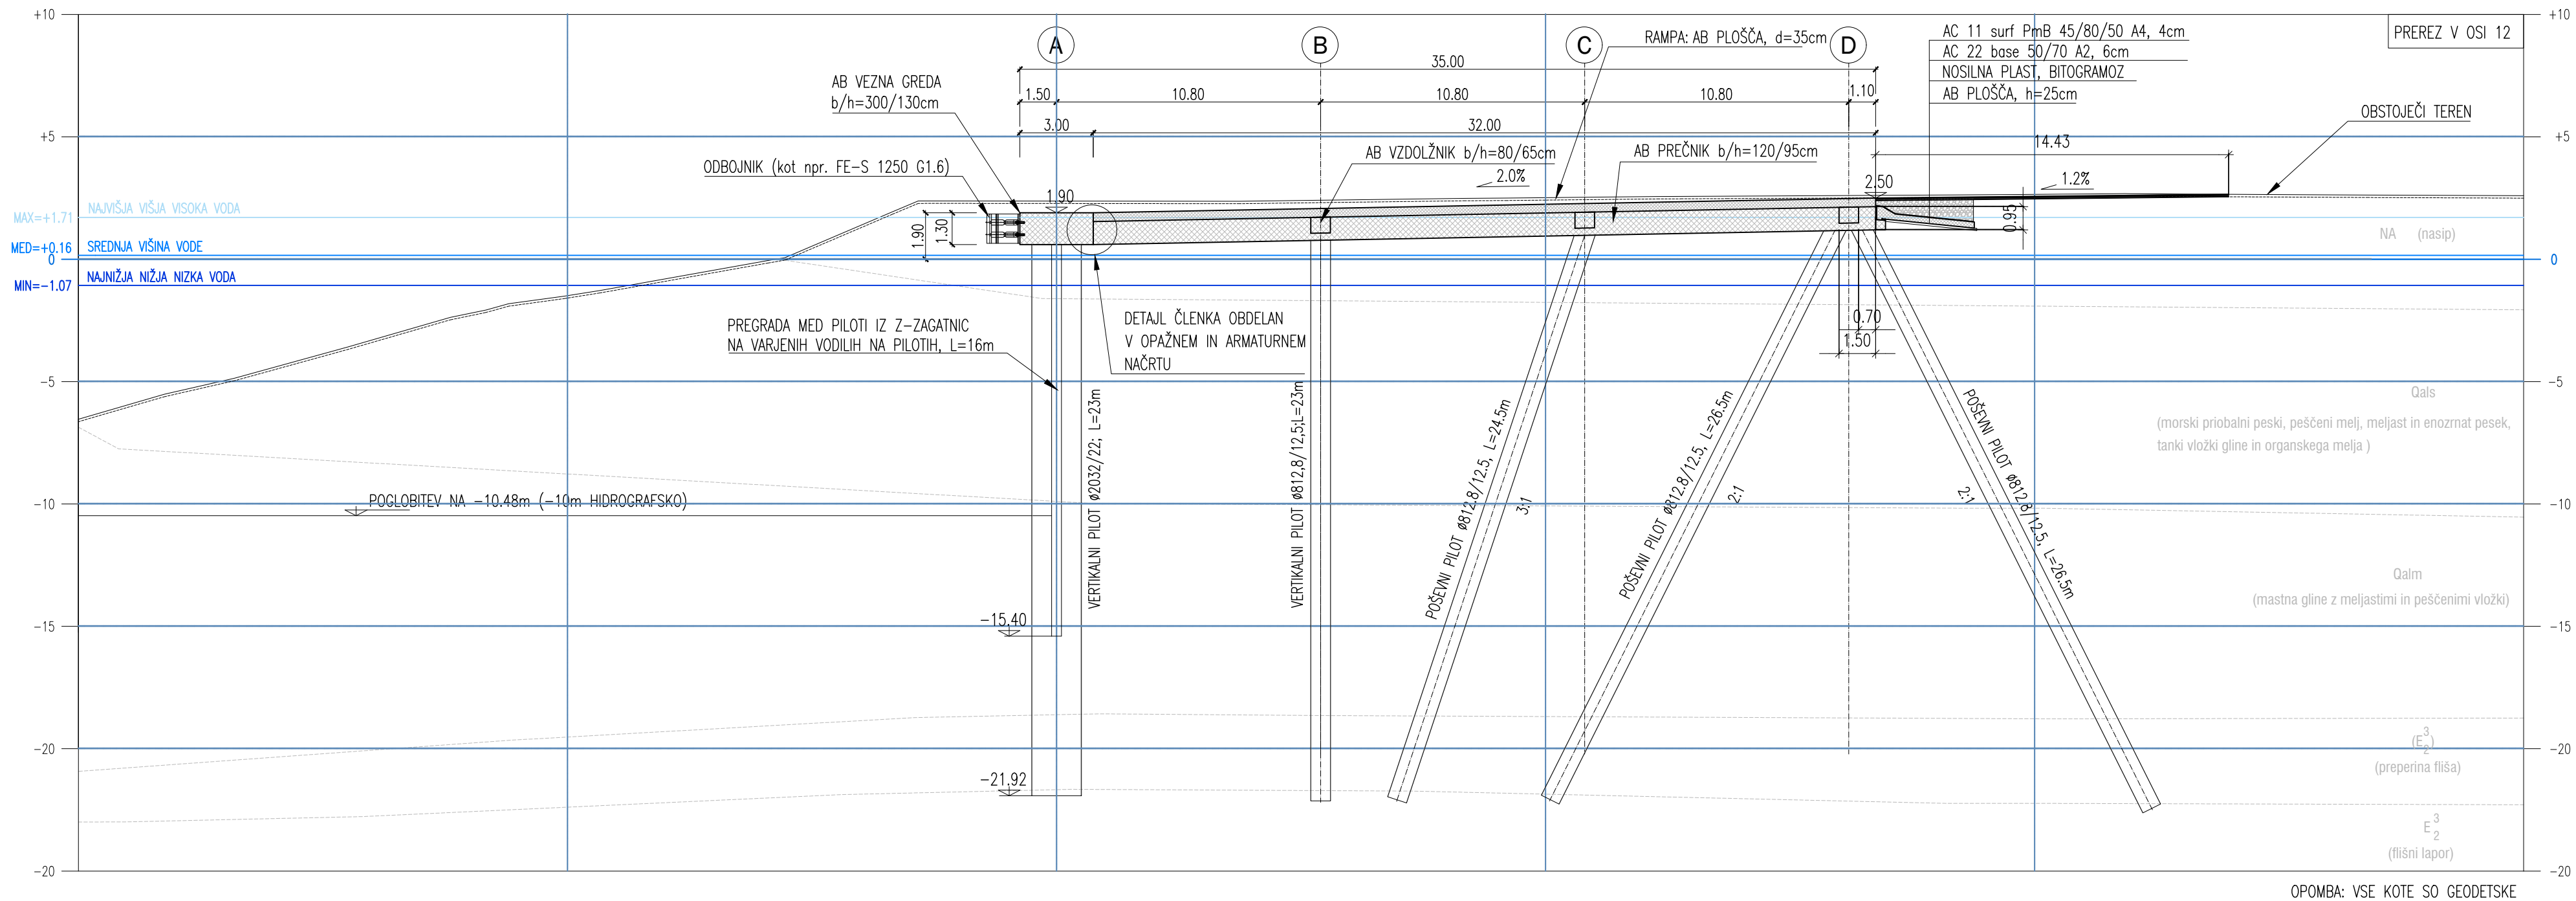 PREREZ V OSI 12
A
B
C
D
+10
+5
MAX=+1.71
MED=+0.16
0
MIN=-1.07
-5
-10
-15
-20
-20
NAJVIŠJA VIŠJA VISOKA VODA
SREDNJA VIŠINA VODE
NAJNIŽJA NIŽJA NIZKA VODA
35.00
1.50
10.80
10.80
10.80
1.10
3.00
32.00
14.43
AB VEZNA GREDA
b/h=300/130cm
ODBOJNIK (kot npr. FE-S 1250 G1.6)
RAMPA: AB PLOŠČA, d=35cm
AC 11 surf PmB 45/80/50 A4, 4cm
AC 22 base 50/70 A2, 6cm
NOSILNA PLAST, BITOGRAMOZ
AB PLOŠČA, h=25cm
OBSTOJEČI TEREN
AB VZDOLŽNIK b/h=80/65cm
AB PREČNIK b/h=120/95cm
2.0%
1.2%
1.90
2.50
1.90
1.30
0.95
0.70
1.50
PREGRADA MED PILOTI IZ Z-ZAGATNIC
NA VARJENIH VODILIH NA PILOTIH, L=16m
DETAJL ČLENKA OBDELAN
V OPAŽNEM IN ARMATURNEM
NAČRTU
POGLOBITEV NA -10.48m (-10m HIDROGRAFSKO)
-15.40
-21.92
VERTIKALNI PILOT ø2032/22; L=23m
VERTIKALNI PILOT ø812,8/12,5;L=23m
POŠEVNI PILOT ø812.8/12.5, L=24.5m
3:1
POŠEVNI PILOT ø812.8/12.5, L=26.5m
2:1
POŠEVNI PILOT ø812.8/12.5, L=26.5m
2:1
NA (nasip)
Qals
(morski priobalni peski, peščeni melj, meljast in enozrnat pesek,
tanki vložki gline in organskega melja )
Qalm
(mastna gline z meljastimi in peščenimi vložki)
(E 3 2)
(preperina fliša)
E 3 2
(flišni lapor)
+10
+5
0
-5
-10
-15
-20
-20
OPOMBA: VSE KOTE SO GEODETSKE